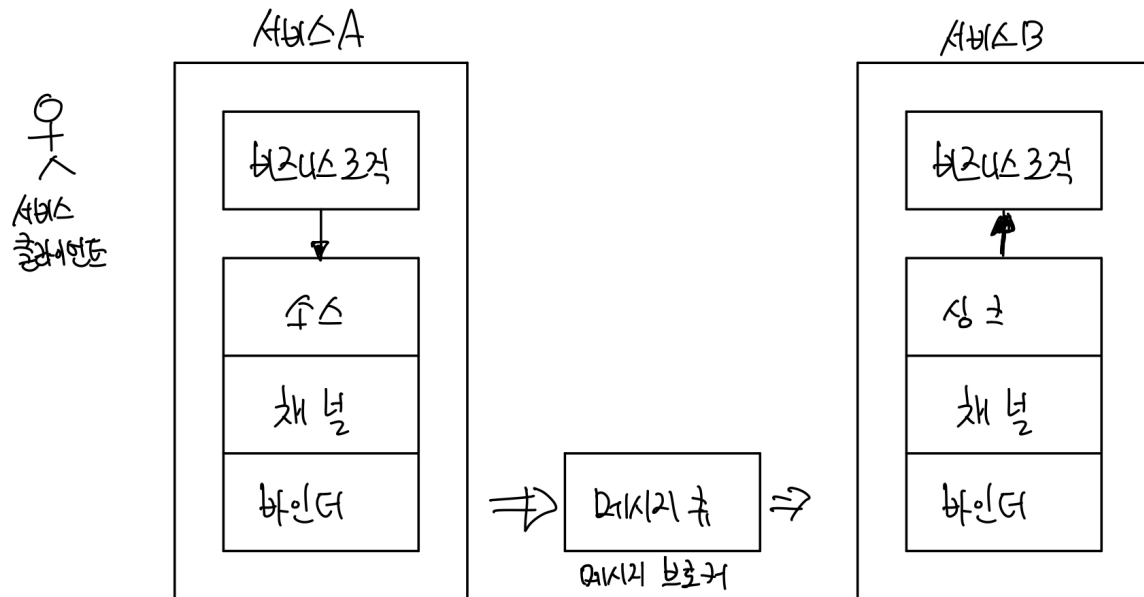 서비스A
서비스B
서비스
클라이언트
비즈니스로직
소스
채널
바인더
메시지 큐
메시지 브로커
비즈니스로직
싱크
채널
바인더